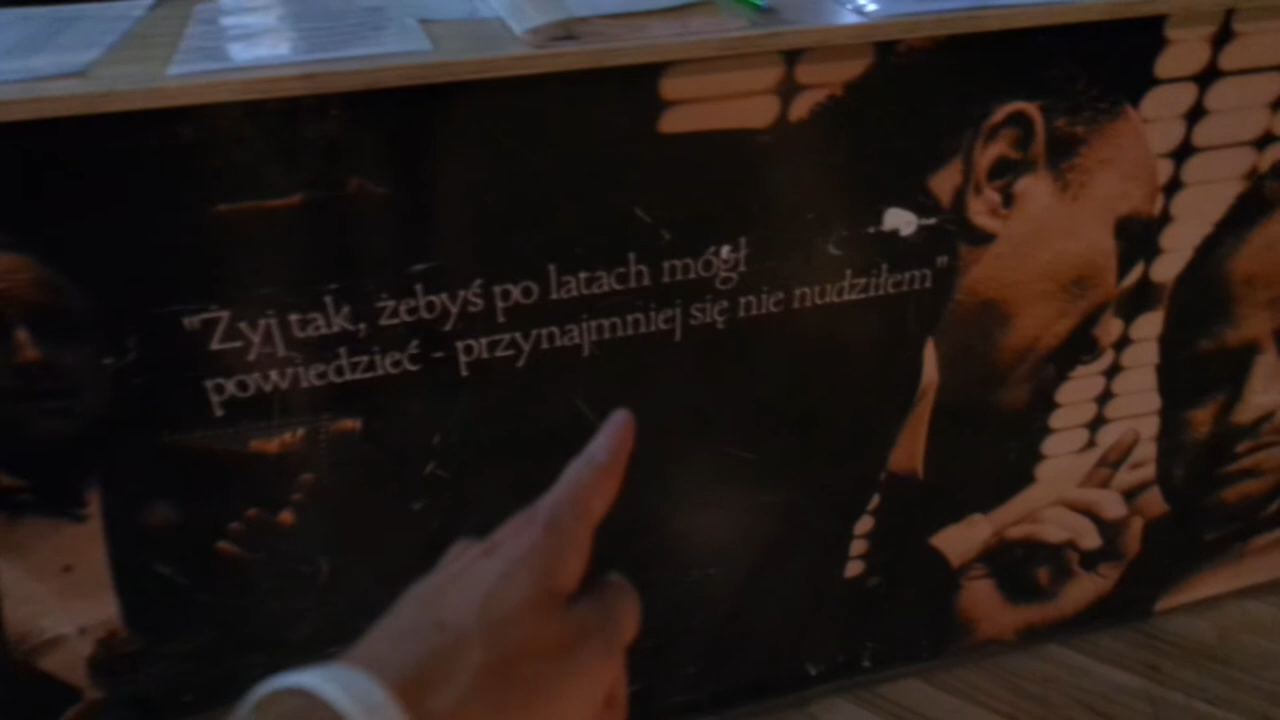 "Żyj tak, żebyś po latach mógł
powiedzieć - przynajmniej się nie nudziłem"